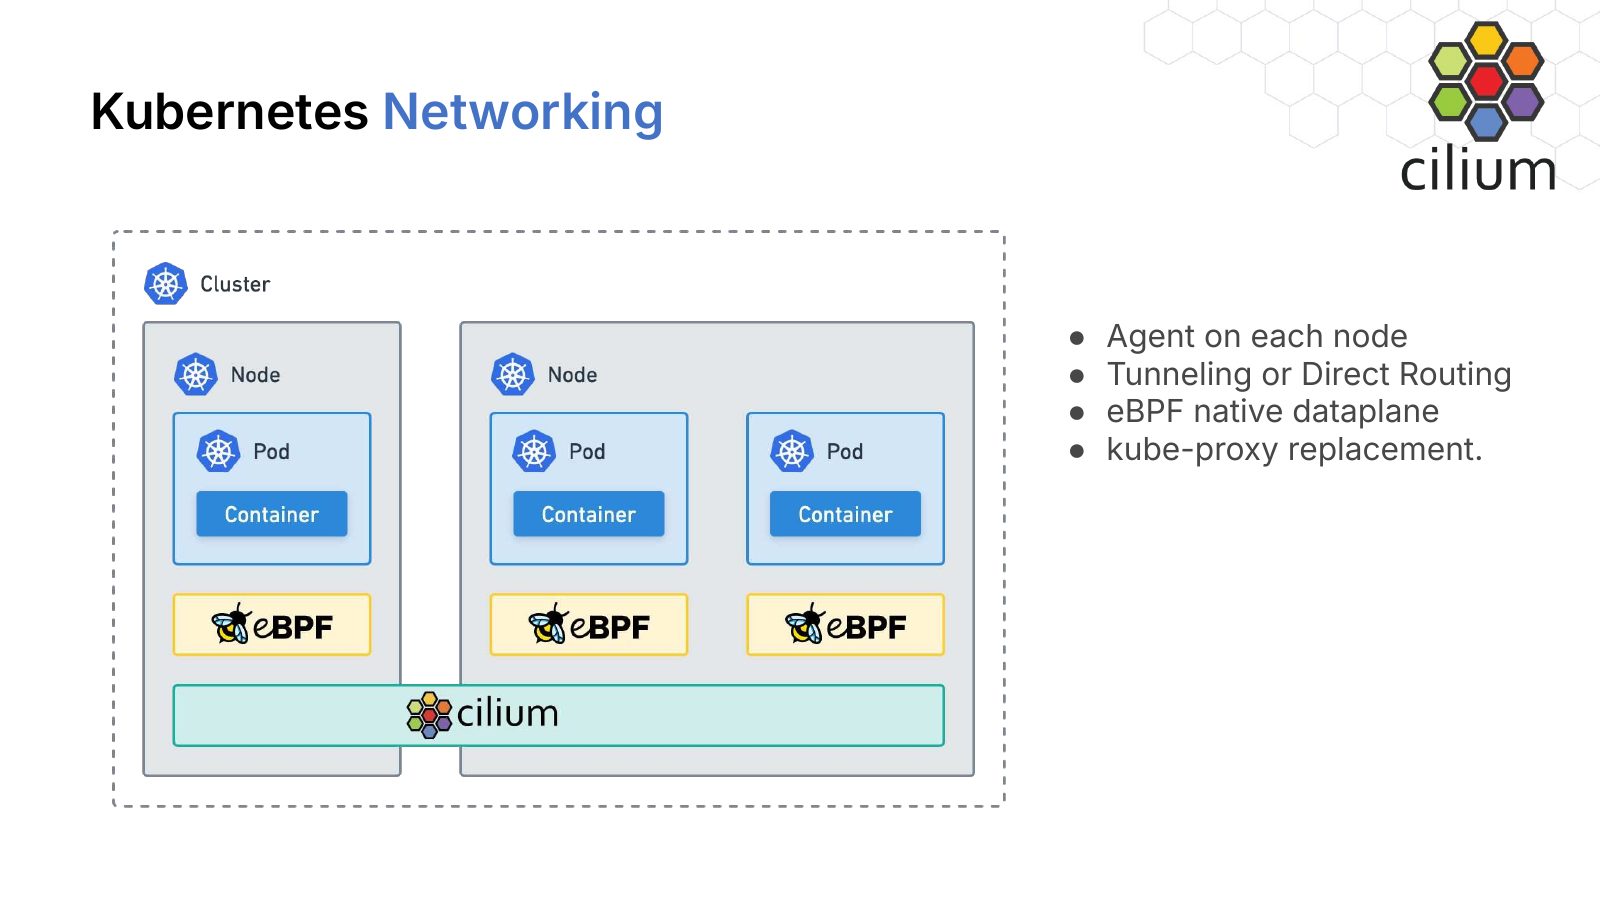 Kubernetes Networking
cilium
Cluster
Node
Pod
Container
eBPF
Node
Pod
Container
eBPF
Pod
Container
eBPF
cilium
● Agent on each node
● Tunneling or Direct Routing
● eBPF native dataplane
● kube-proxy replacement.